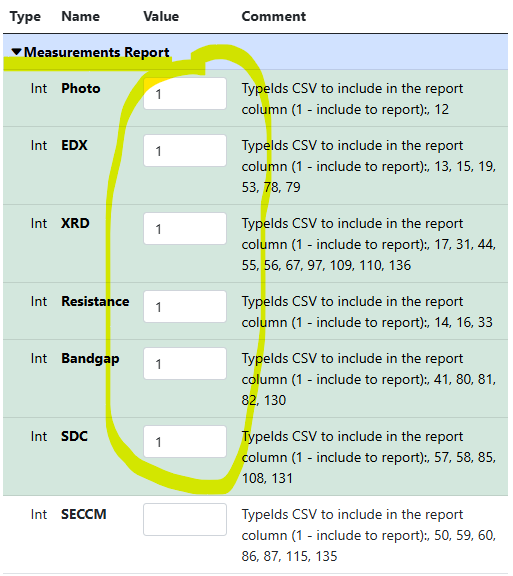 Type Name Value Comment
▼Measurements Report
Int Photo 1 TypeIds CSV to include in the report
column (1 - include to report):, 12
Int EDX 1 TypeIds CSV to include in the report
column (1 - include to report):, 13, 15, 19,
53, 78, 79
Int XRD 1 TypeIds CSV to include in the report
column (1 - include to report):, 17, 31, 44,
55, 56, 67, 97, 109, 110, 136
Int Resistance 1 TypeIds CSV to include in the report
column (1 - include to report):, 14, 16, 33
Int Bandgap 1 TypeIds CSV to include in the report
column (1 - include to report):, 41, 80, 81,
82, 130
Int SDC 1 TypeIds CSV to include in the report
column (1 - include to report):, 57, 58, 85,
108, 131
Int SECCM TypeIds CSV to include in the report
column (1 - include to report):, 50, 59, 60,
86, 87, 115, 135